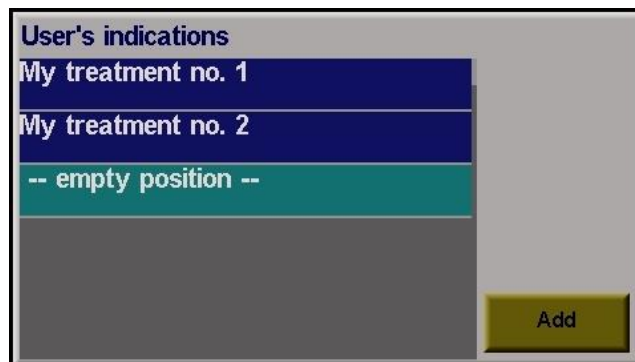 User's indications
My treatment no. 1
My treatment no. 2
-- empty position --
Add